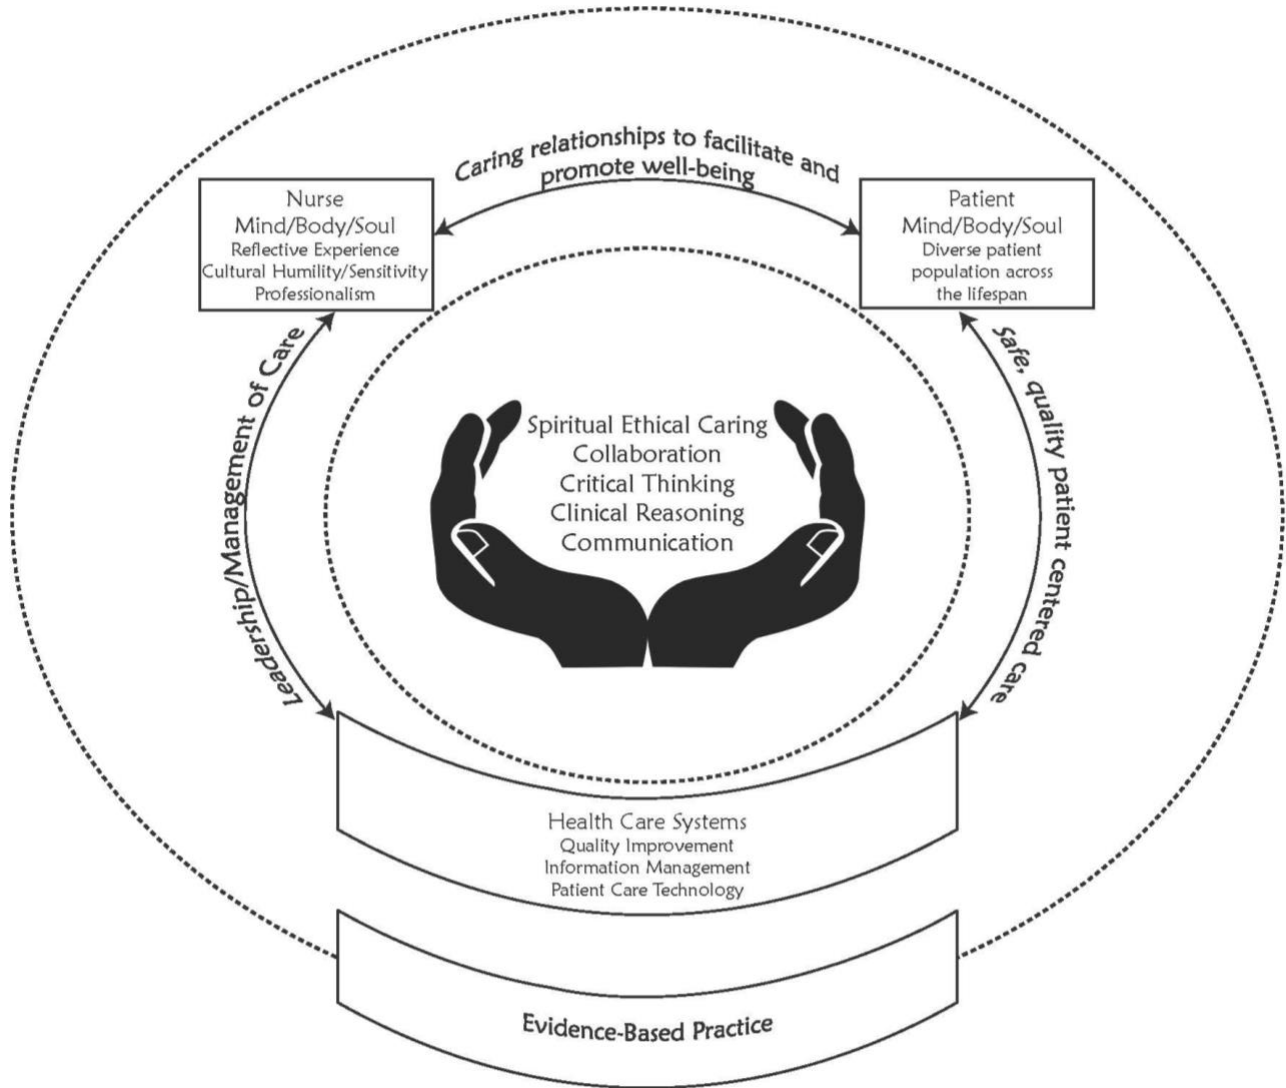 Caring relationships to facilitate and
promote well-being
Nurse
Mind/Body/Soul
Reflective Experience
Cultural Humility/Sensitivity
Professionalism
Patient
Mind/Body/Soul
Diverse patient
population across
the lifespan
Leadership/Management of Care
Safe, quality patient centered care
Spiritual Ethical Caring
Collaboration
Critical Thinking
Clinical Reasoning
Communication
Health Care Systems
Quality Improvement
Information Management
Patient Care Technology
Evidence-Based Practice